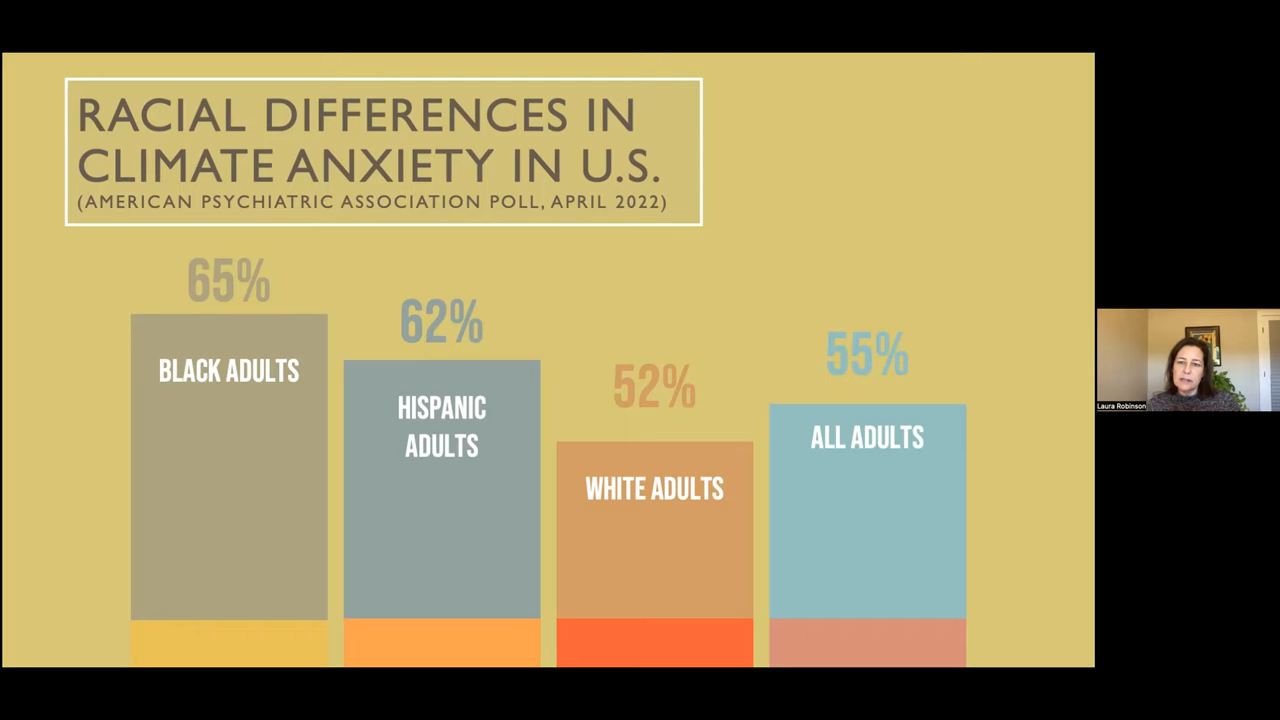 RACIAL DIFFERENCES IN
CLIMATE ANXIETY IN U.S.
(AMERICAN PSYCHIATRIC ASSOCIATION POLL, APRIL 2022)
65%
BLACK ADULTS
62%
HISPANIC
ADULTS
52%
WHITE ADULTS
55%
ALL ADULTS
Laura Robinson